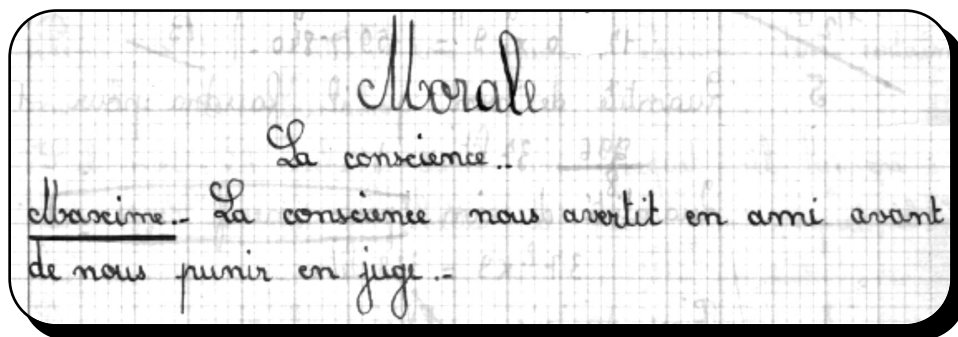 Morale
La conscience.-
Maxime.- La conscience nous avertit en ami avant
de nous punir en juge.-